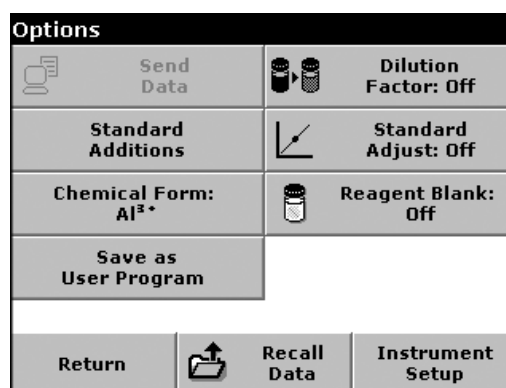 Options
Send
Data
Dilution
Factor: Off
Standard
Additions
Standard
Adjust: Off
Chemical Form:
Al³⁺
Reagent Blank:
Off
Save as
User Program
Return
Recall
Data
Instrument
Setup